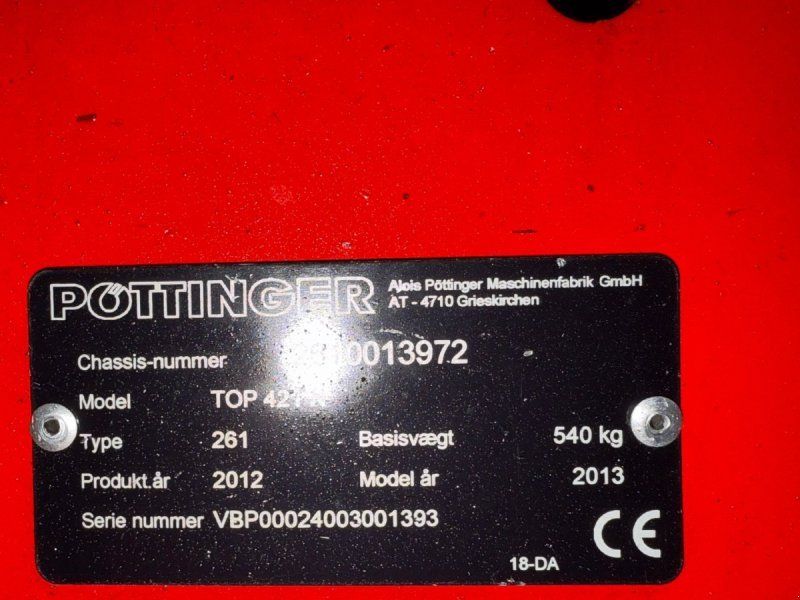 PÖTTINGER
Alois Pöttinger Maschinenfabrik GmbH
AT - 4710 Grieskirchen
Chassis-nummer
Model TOP
Type 261 Basisvægt 540 kg
Produkt.år 2012 Model år 2013
Serie nummer VBP00024003001393
CE
18-DA